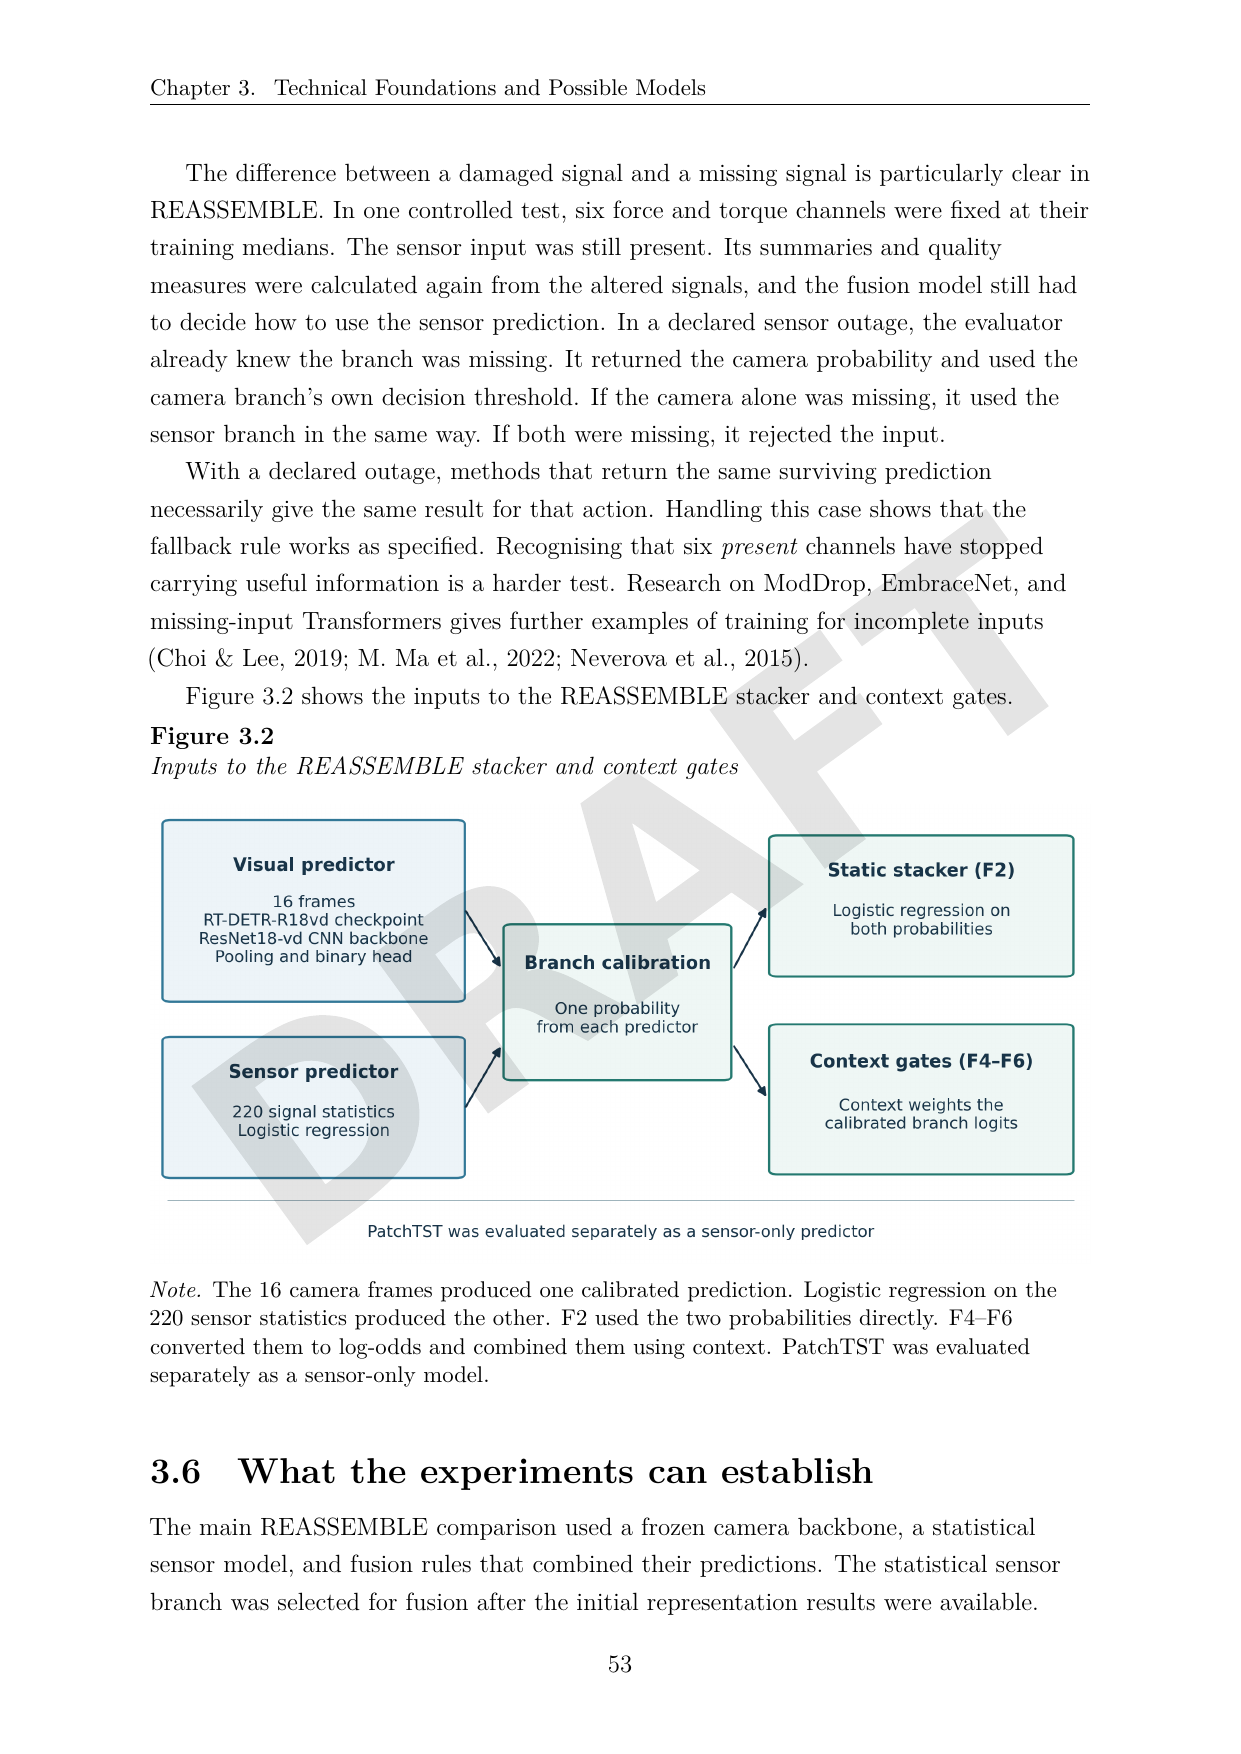 Chapter 3. Technical Foundations and Possible Models
The difference between a damaged signal and a missing signal is particularly clear in
REASSEMBLE. In one controlled test, six force and torque channels were fixed at their
training medians. The sensor input was still present. Its summaries and quality
measures were calculated again from the altered signals, and the fusion model still had
to decide how to use the sensor prediction. In a declared sensor outage, the evaluator
already knew the branch was missing. It returned the camera probability and used the
camera branch's own decision threshold. If the camera alone was missing, it used the
sensor branch in the same way. If both were missing, it rejected the input.
With a declared outage, methods that return the same surviving prediction
necessarily give the same result for that action. Handling this case shows that the
fallback rule works as specified. Recognising that six present channels have stopped
carrying useful information is a harder test. Research on ModDrop, EmbraceNet, and
missing-input Transformers gives further examples of training for incomplete inputs
(Choi & Lee, 2019; M. Ma et al., 2022; Neverova et al., 2015).
Figure 3.2 shows the inputs to the REASSEMBLE stacker and context gates.
Figure 3.2
Inputs to the REASSEMBLE stacker and context gates
Visual predictor
16 frames
RT-DETR-R18vd checkpoint
ResNet18-vd CNN backbone
Pooling and binary head
Sensor predictor
220 signal statistics
Logistic regression
Branch calibration
One probability
from each predictor
Static stacker (F2)
Logistic regression on
both probabilities
Context gates (F4–F6)
Context weights the
calibrated branch logits
PatchTST was evaluated separately as a sensor-only predictor
Note. The 16 camera frames produced one calibrated prediction. Logistic regression on the
220 sensor statistics produced the other. F2 used the two probabilities directly. F4–F6
converted them to log-odds and combined them using context. PatchTST was evaluated
separately as a sensor-only model.
3.6 What the experiments can establish
The main REASSEMBLE comparison used a frozen camera backbone, a statistical
sensor model, and fusion rules that combined their predictions. The statistical sensor
branch was selected for fusion after the initial representation results were available.
53
DRAFT